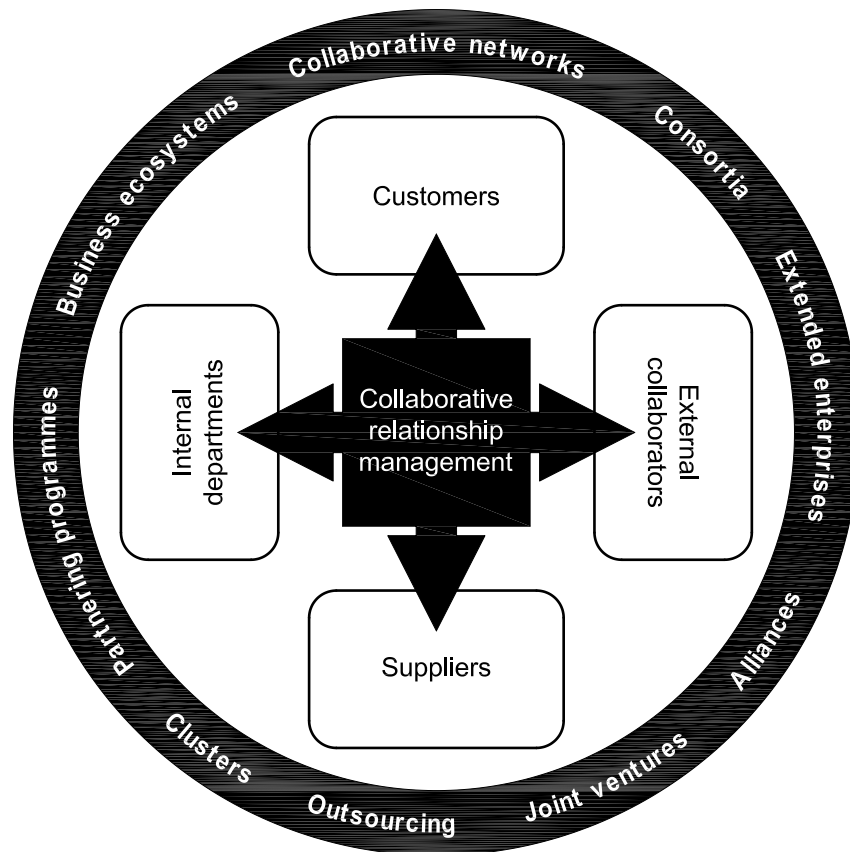 Collaborative networks
Consortia
Extended enterprises
Alliances
Joint ventures
Outsourcing
Clusters
Partnering programmes
Business ecosystems
Customers
Internal
departments
Collaborative
relationship
management
External
collaborators
Suppliers